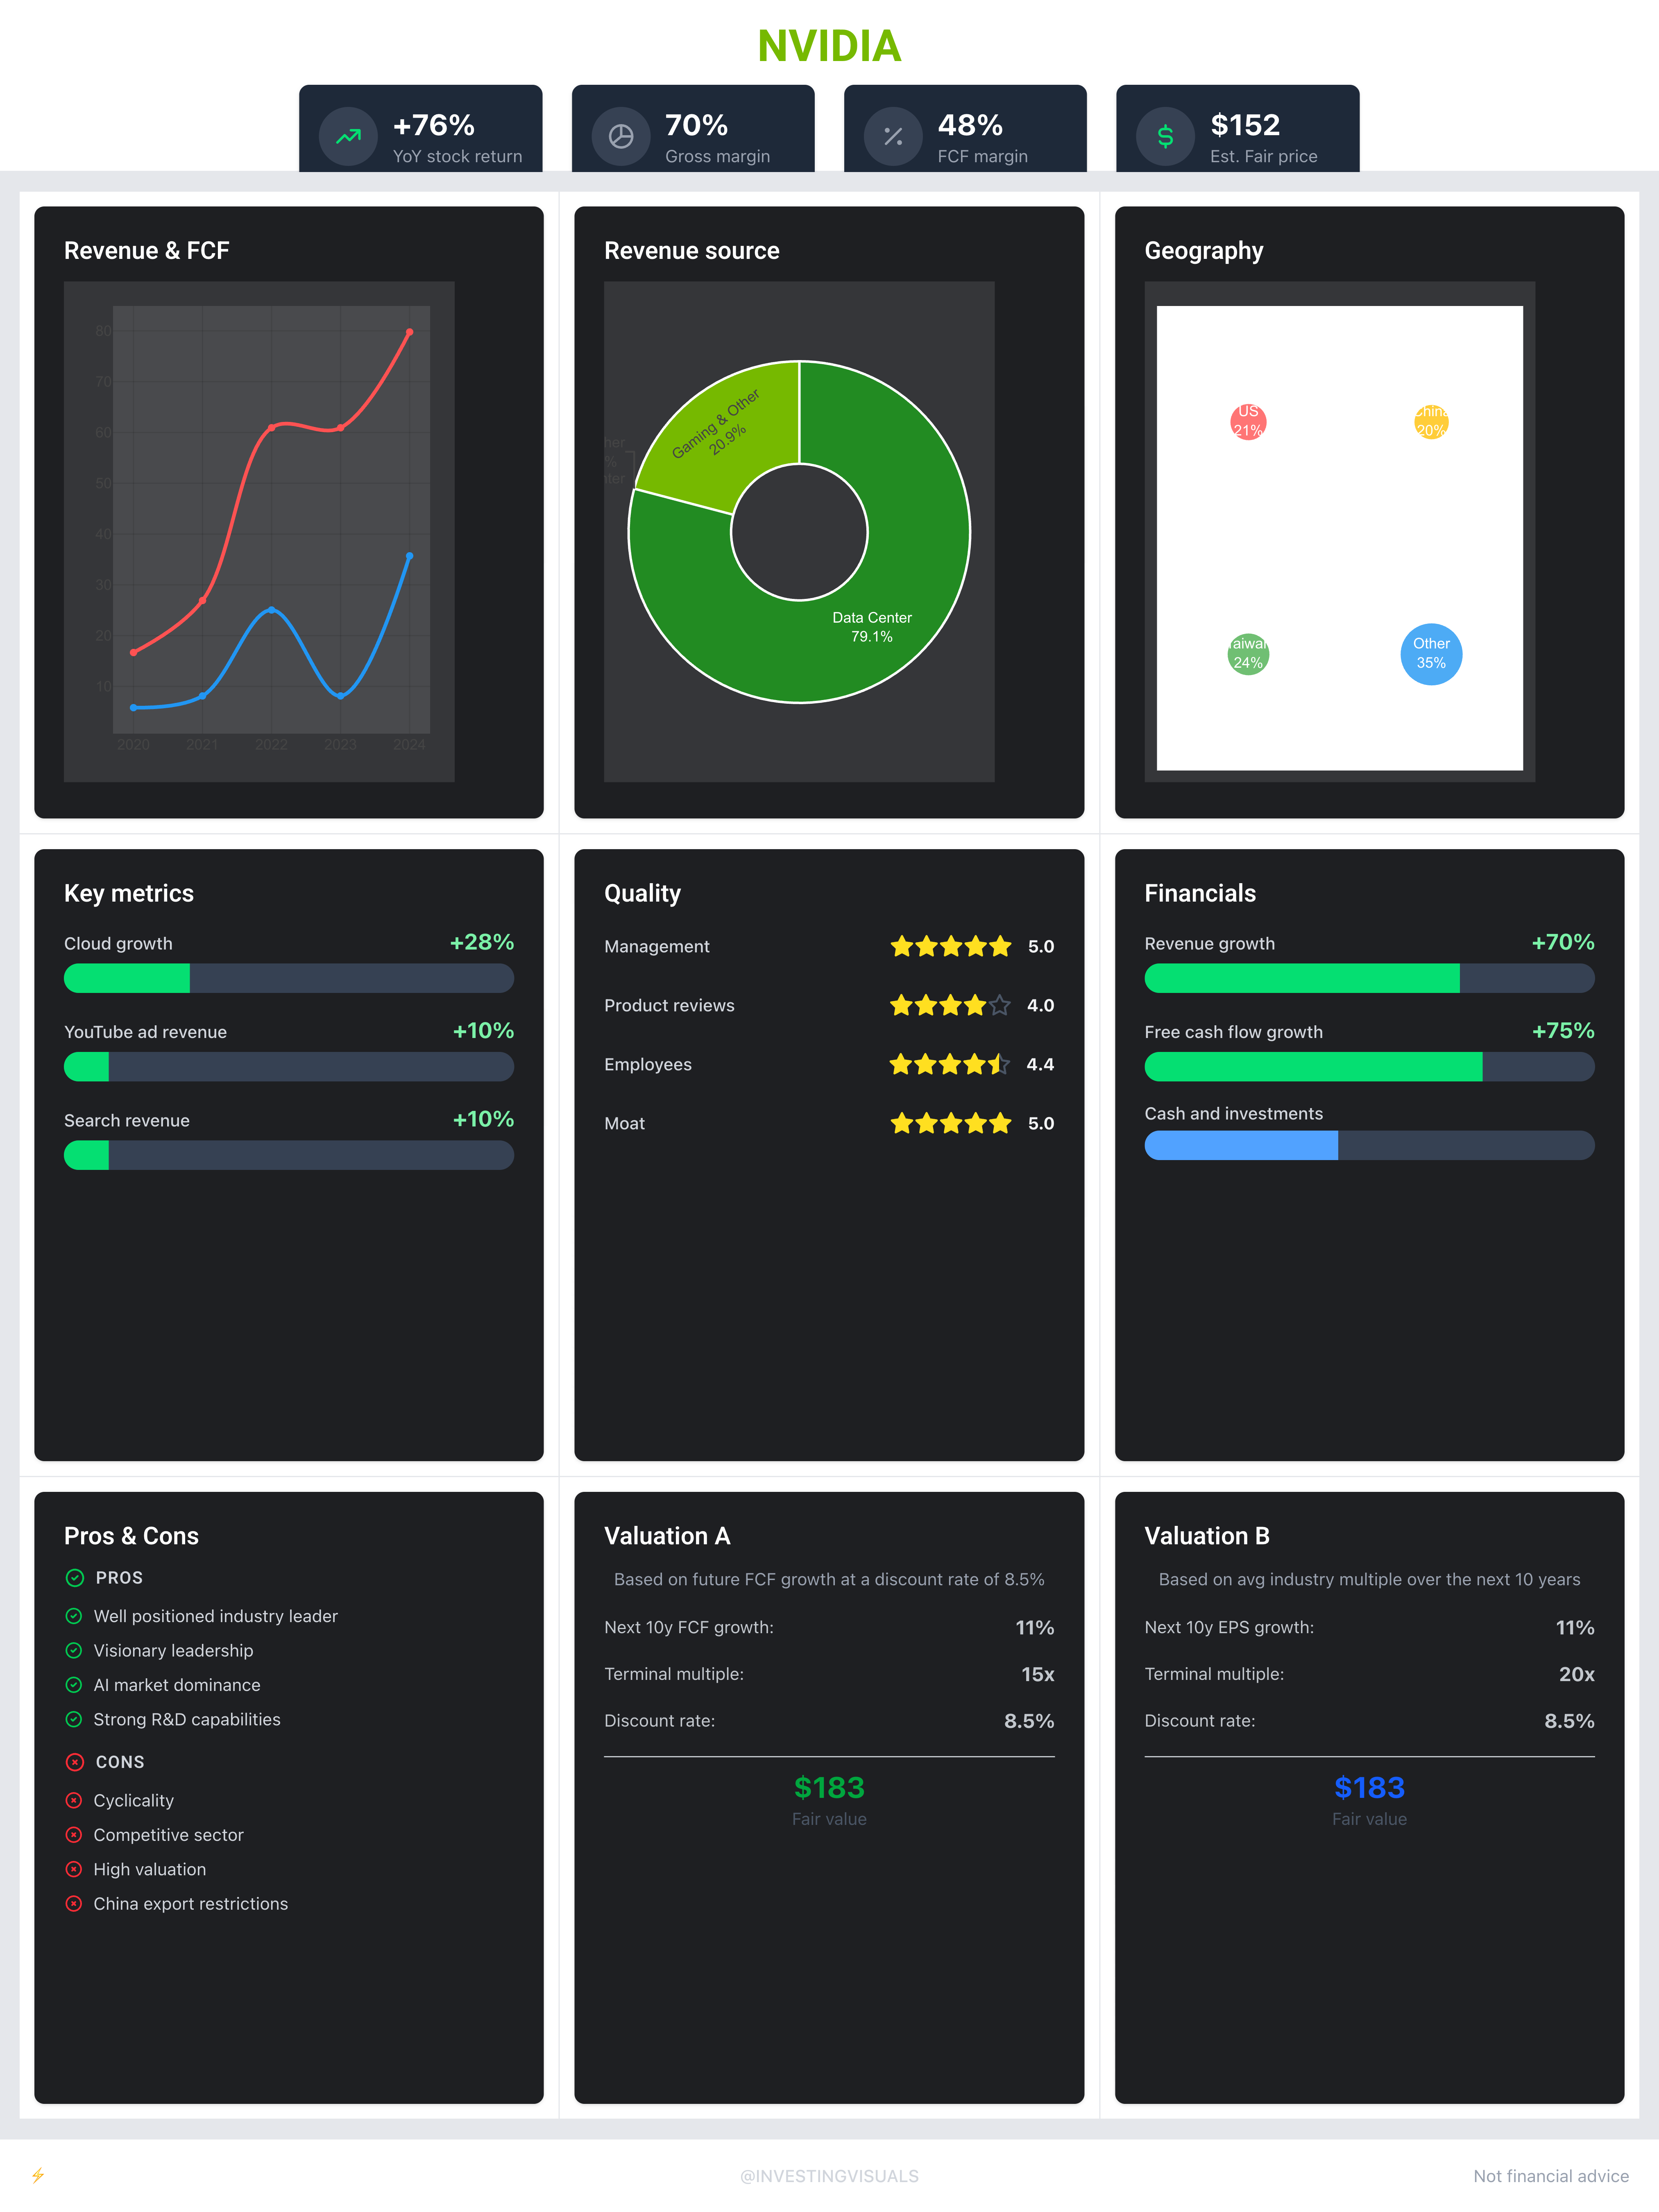 NVIDIA
+76%
YoY stock return
70%
Gross margin
48%
FCF margin
$152
Est. Fair price
Revenue & FCF
80
70
60
50
40
30
20
10
2020 2021 2022 2023 2024
Revenue source
Gaming & Other
20.9%
Data Center
79.1%
Geography
US
21%
China
20%
Taiwan
24%
Other
35%
Key metrics
Cloud growth +28%
YouTube ad revenue +10%
Search revenue +10%
Quality
Management 5.0
Product reviews 4.0
Employees 4.4
Moat 5.0
Financials
Revenue growth +70%
Free cash flow growth +75%
Cash and investments
Pros & Cons
PROS
Well positioned industry leader
Visionary leadership
AI market dominance
Strong R&D capabilities
CONS
Cyclicality
Competitive sector
High valuation
China export restrictions
Valuation A
Based on future FCF growth at a discount rate of 8.5%
Next 10y FCF growth: 11%
Terminal multiple: 15x
Discount rate: 8.5%
$183
Fair value
Valuation B
Based on avg industry multiple over the next 10 years
Next 10y EPS growth: 11%
Terminal multiple: 20x
Discount rate: 8.5%
$183
Fair value
@INVESTINGVISUALS
Not financial advice